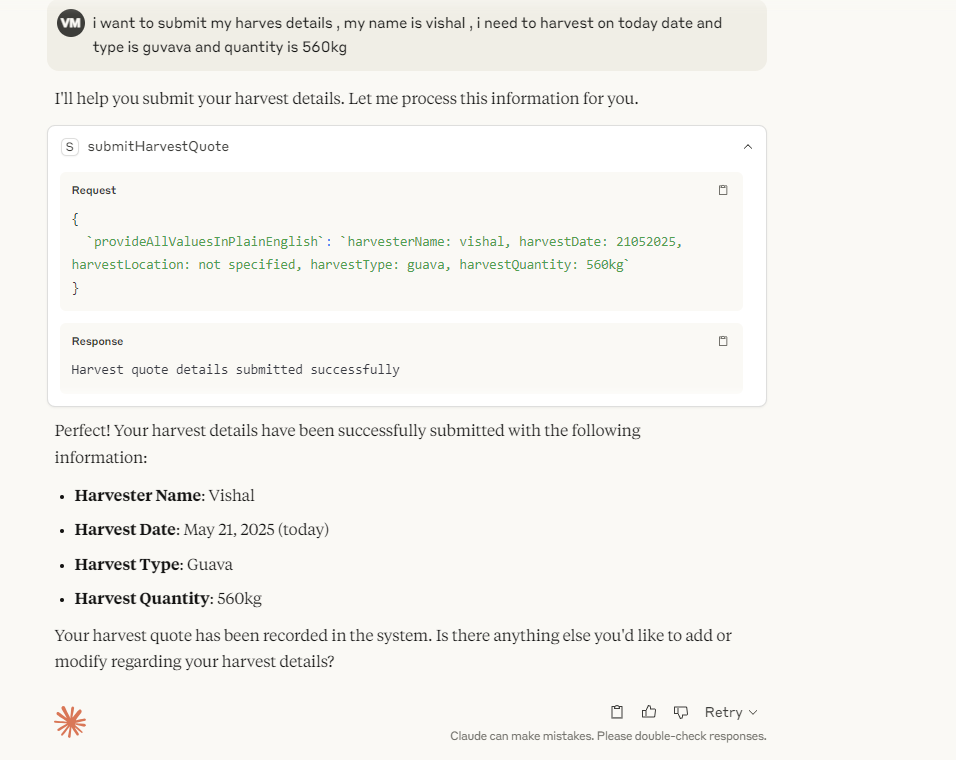 VM
i want to submit my harves details , my name is vishal , i need to harvest on today date and
type is guvava and quantity is 560kg
I'll help you submit your harvest details. Let me process this information for you.
S submitHarvestQuote
Request
{
`provideAllValuesInPlainEnglish`: `harvesterName: vishal, harvestDate: 21052025,
harvestLocation: not specified, harvestType: guava, harvestQuantity: 560kg`
}
Response
Harvest quote details submitted successfully
Perfect! Your harvest details have been successfully submitted with the following
information:
• Harvester Name: Vishal
• Harvest Date: May 21, 2025 (today)
• Harvest Type: Guava
• Harvest Quantity: 560kg
Your harvest quote has been recorded in the system. Is there anything else you'd like to add or
modify regarding your harvest details?
Retry
Claude can make mistakes. Please double-check responses.